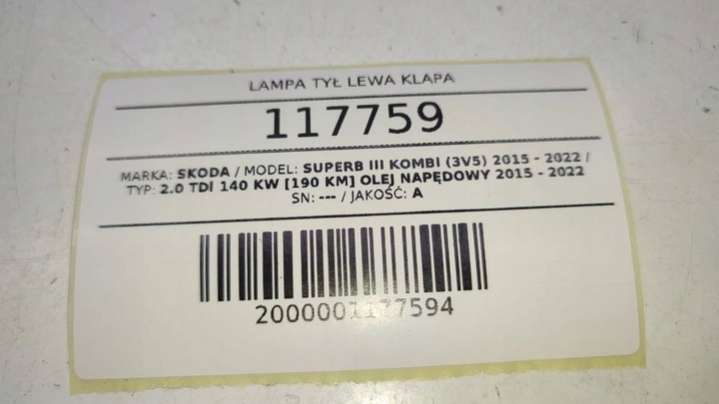 LAMPA TYŁ LEWA KLAPA
117759
MARKA: SKODA / MODEL: SUPERB III KOMBI (3V5) 2015 - 2022 /
TYP: 2.0 TDI 140 KW [190 KM] OLEJ NAPĘDOWY 2015 - 2022
SN: --- / JAKOŚĆ: A
2000001177594